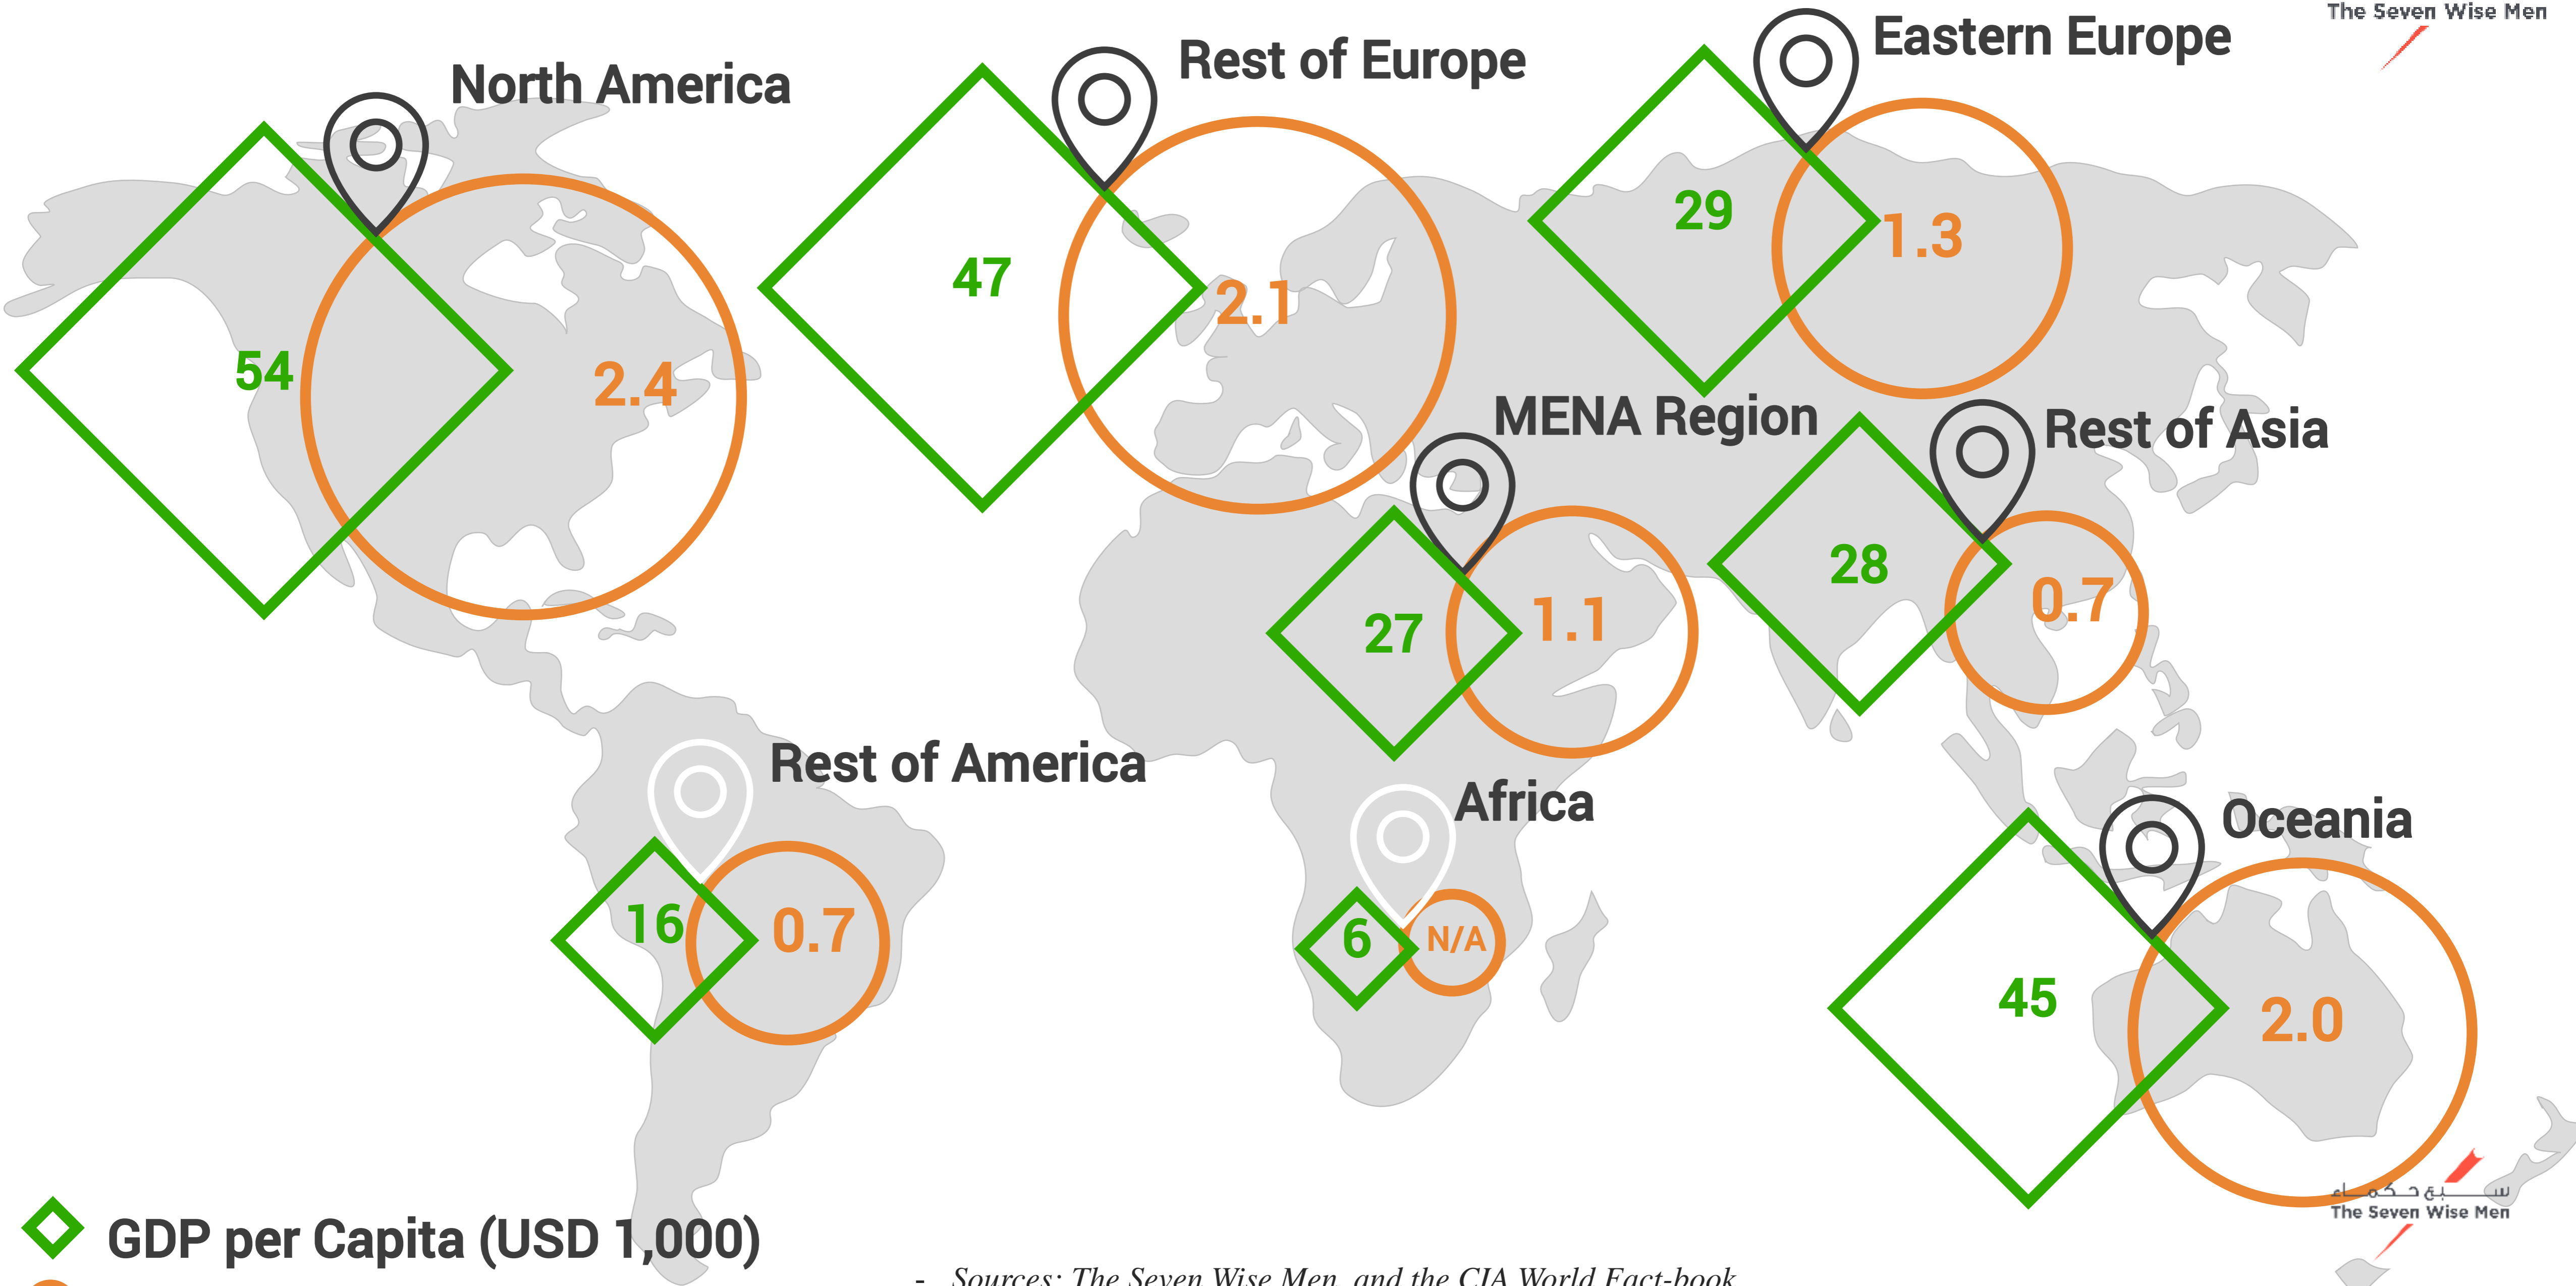 The Seven Wise Men
Eastern Europe
Rest of Europe
North America
29
1.3
47
2.1
54
2.4
MENA Region
Rest of Asia
28
0.7
27
1.1
Rest of America
Africa
Oceania
16
0.7
6
N/A
45
2.0
سبع حكماء
The Seven Wise Men
GDP per Capita (USD 1,000)
- Sources: The Seven Wise Men, and the CIA World Fact-book